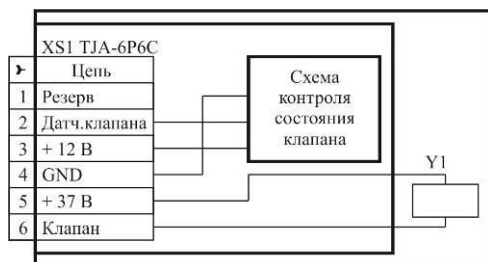 XS1 TJA-6P6C
Цепь
1 Резерв
2 Датч.клапана
3 + 12 В
4 GND
5 + 37 В
6 Клапан
Схема
контроля
состояния
клапана
Y1